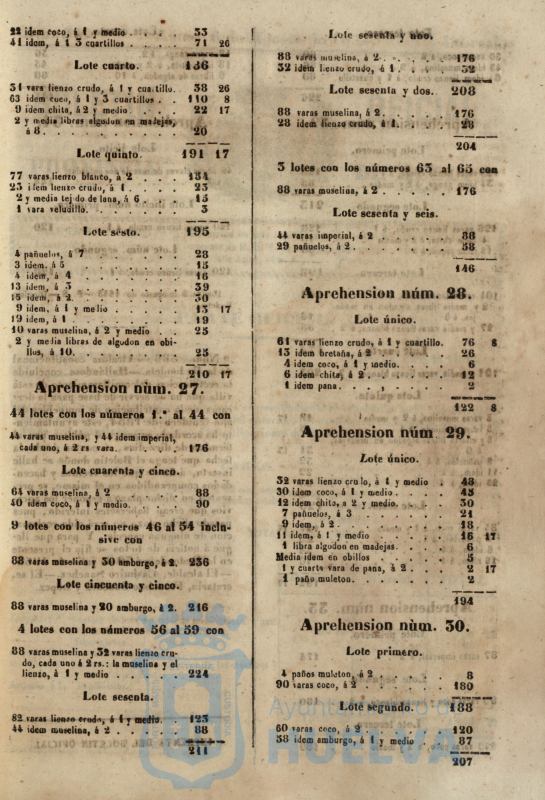 22 idem coco, á 1 y medio . . . . 33
41 idem, á 1 3 cuartillos . . . . 71 26
Lote cuarto. 136
31 vara lienzo crudo, á 1 y cuartillo. 38 26
63 idem coco, á 1 y 3 cuartillos . . 110 8
9 idem chita, á 2 y medio . . . . 22 17
2 y media libras algodon en madejas,
á 8. . . . . . . . . . . 20
Lote quinto. 191 17
77 varas lienzo blanco, á 2 . . . 154
23 idem lienzo crudo, á 1 . . . . 23
2 y media tejido de lana, á 6 . . . 15
1 vara veludillo. . . . . . . . 3
Lote sesto. 195
4 pañuelos, á 7 . . . . . . . 28
3 idem. á 5 . . . . . . . . 15
4 idem, á 4 . . . . . . . . 16
13 idem, á 3 . . . . . . . . 39
15 idem, á 2. . . . . . . . 30
9 idem, á 1 y medio . . . . . 13 17
19 idem, á 1 . . . . . . . . 19
10 varas muselina, á 2 y medio . . 25
2 y media libras de algodon en obi-
llos, á 10. . . . . . . . . 25
210 17
Aprehension nùm. 27.
44 lotes con los números 1.º al 44 con
44 varas muselina, y 44 idem imperial,
cada uno, á 2 rs vara. . . . . 176
Lote cuarenta y cinco.
64 varas muselina, á 2 . . . . . 88
40 idem coco, á 1 y medio. . . . 90
9 lotes con los números 46 al 54 inclu-
sive con
88 varas muselina y 30 amburgo, á 2. 236
Lote cincuenta y cinco.
88 varas muselina y 20 amburgo, á 2. 216
4 lotes con los números 56 al 59 con
88 varas muselina y 32 varas lienzo cru-
do, cada uno á 2 rs.: la muselina y el
lienzo, à 1 y medio . . . . . 224
Lote sesenta.
82 varas lienzo crudo, á 1 y medio. . 123
44 idem muselina, á 2 . . . . . 88
211
Lote sesenta y uno.
88 varas muselina, á 2. . . . . . 176
32 idem lienzo crudo, á 1 . . . . 32
Lote sesenta y dos. 208
88 varas muselina, á 2. . . . . . 176
28 idem lienzo crudo, á 1. . . . . 28
204
3 lotes con los números 63 al 65 con
88 varas muselina, á 2 . . . . . 176
Lote sesenta y seis.
44 varas imperial, á 2 . . . . . . 88
29 pañuelos, á 2. . . . . . . . 58
146
Aprehension núm. 28.
Lote único.
61 varas lienzo crudo, á 1 y cuartillo. 76 8
13 idem bretaña, á 2 . . . . . . 26
4 idem coco, á 1 y medio. . . . . 6
6 idem chita, á 2. . . . . . . . 12
1 idem pana. . . . . . . . . 2
122 8
Aprehension núm 29.
Lote único.
32 varas lienzo crudo, á 1 y medio . 48
30 idem coco, á 1 y medio . . . . 45
12 idem chita, a 2 y medio. . . . 30
7 pañuelos, á 3 . . . . . . . 21
9 idem, á 2. . . . . . . . . 18
11 idem, á 1 y medio . . . . . 16 17
1 libra algodon en madejas. . . . 6
Media idem en obillos . . . . . 5
1 y cuarta vara de pana, á 2 . . . 2 17
1 paño muleton. . . . . . . . 2
194
Aprehension nùm. 30.
Lote primero.
4 paños muleton, á 2 . . . . . . 8
90 varas coco, á 2 . . . . . . . 180
Lote segundo. 188
60 varas coco, á 2 . . . . . . . 120
58 idem amburgo, á 1 y medio . . 87
207
Ayuntamiento de
HUELVA